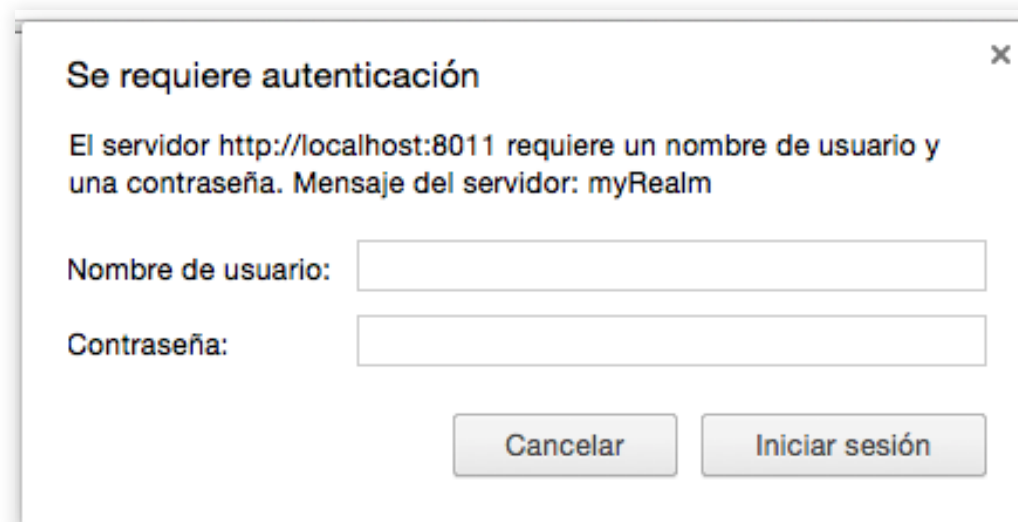 Se requiere autenticación
El servidor http://localhost:8011 requiere un nombre de usuario y
una contraseña. Mensaje del servidor: myRealm
Nombre de usuario:
Contraseña:
Cancelar
Iniciar sesión